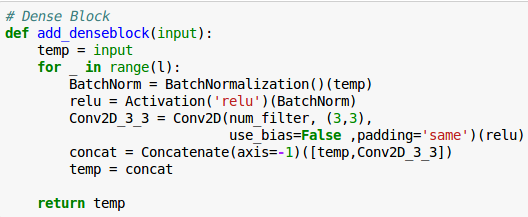 # Dense Block
def add_denseblock(input):
    temp = input
    for _ in range(l):
        BatchNorm = BatchNormalization()(temp)
        relu = Activation('relu')(BatchNorm)
        Conv2D_3_3 = Conv2D(num_filter, (3,3),
                            use_bias=False ,padding='same')(relu)
        concat = Concatenate(axis=-1)([temp,Conv2D_3_3])
        temp = concat
    return temp